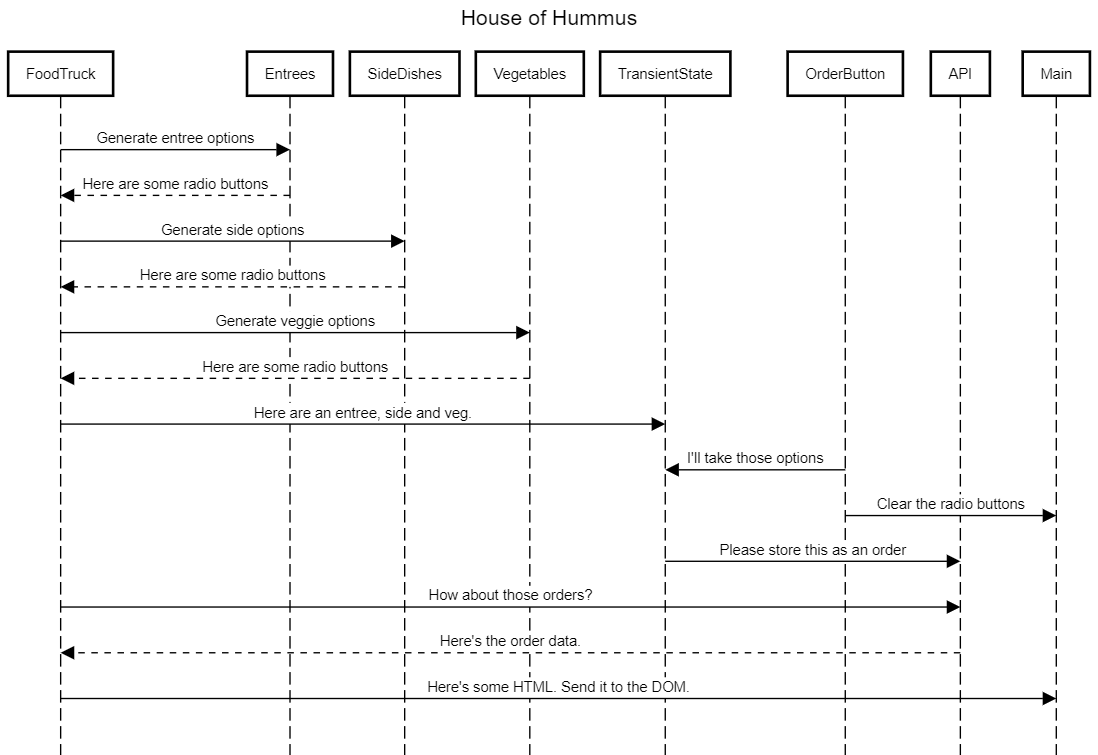 House of Hummus
FoodTruck
Entrees
SideDishes
Vegetables
TransientState
OrderButton
API
Main
Generate entree options
Here are some radio buttons
Generate side options
Here are some radio buttons
Generate veggie options
Here are some radio buttons
Here are an entree, side and veg.
I'll take those options
Clear the radio buttons
Please store this as an order
How about those orders?
Here's the order data.
Here's some HTML. Send it to the DOM.